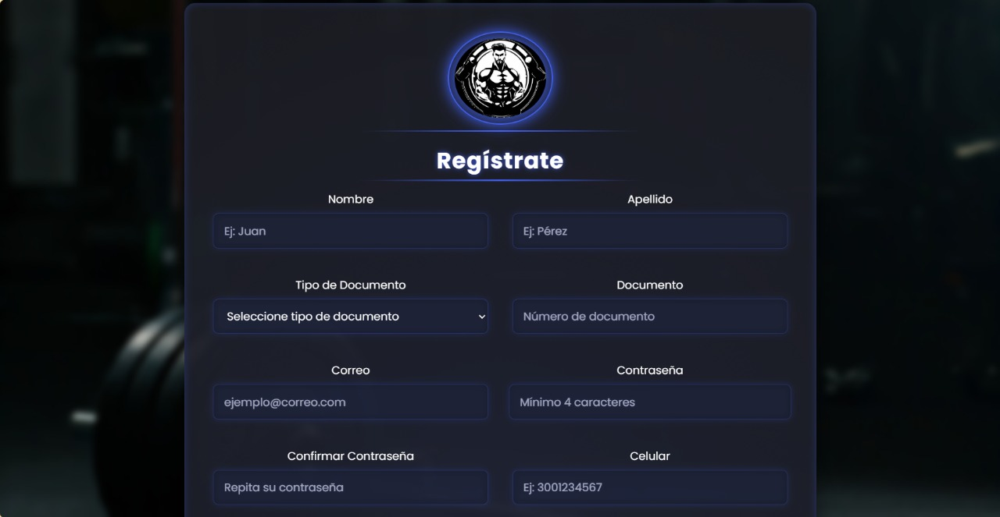 Regístrate
Nombre
Apellido
Ej: Juan
Ej: Pérez
Tipo de Documento
Documento
Seleccione tipo de documento
Número de documento
Correo
Contraseña
ejemplo@correo.com
Mínimo 4 caracteres
Confirmar Contraseña
Celular
Repita su contraseña
Ej: 3001234567